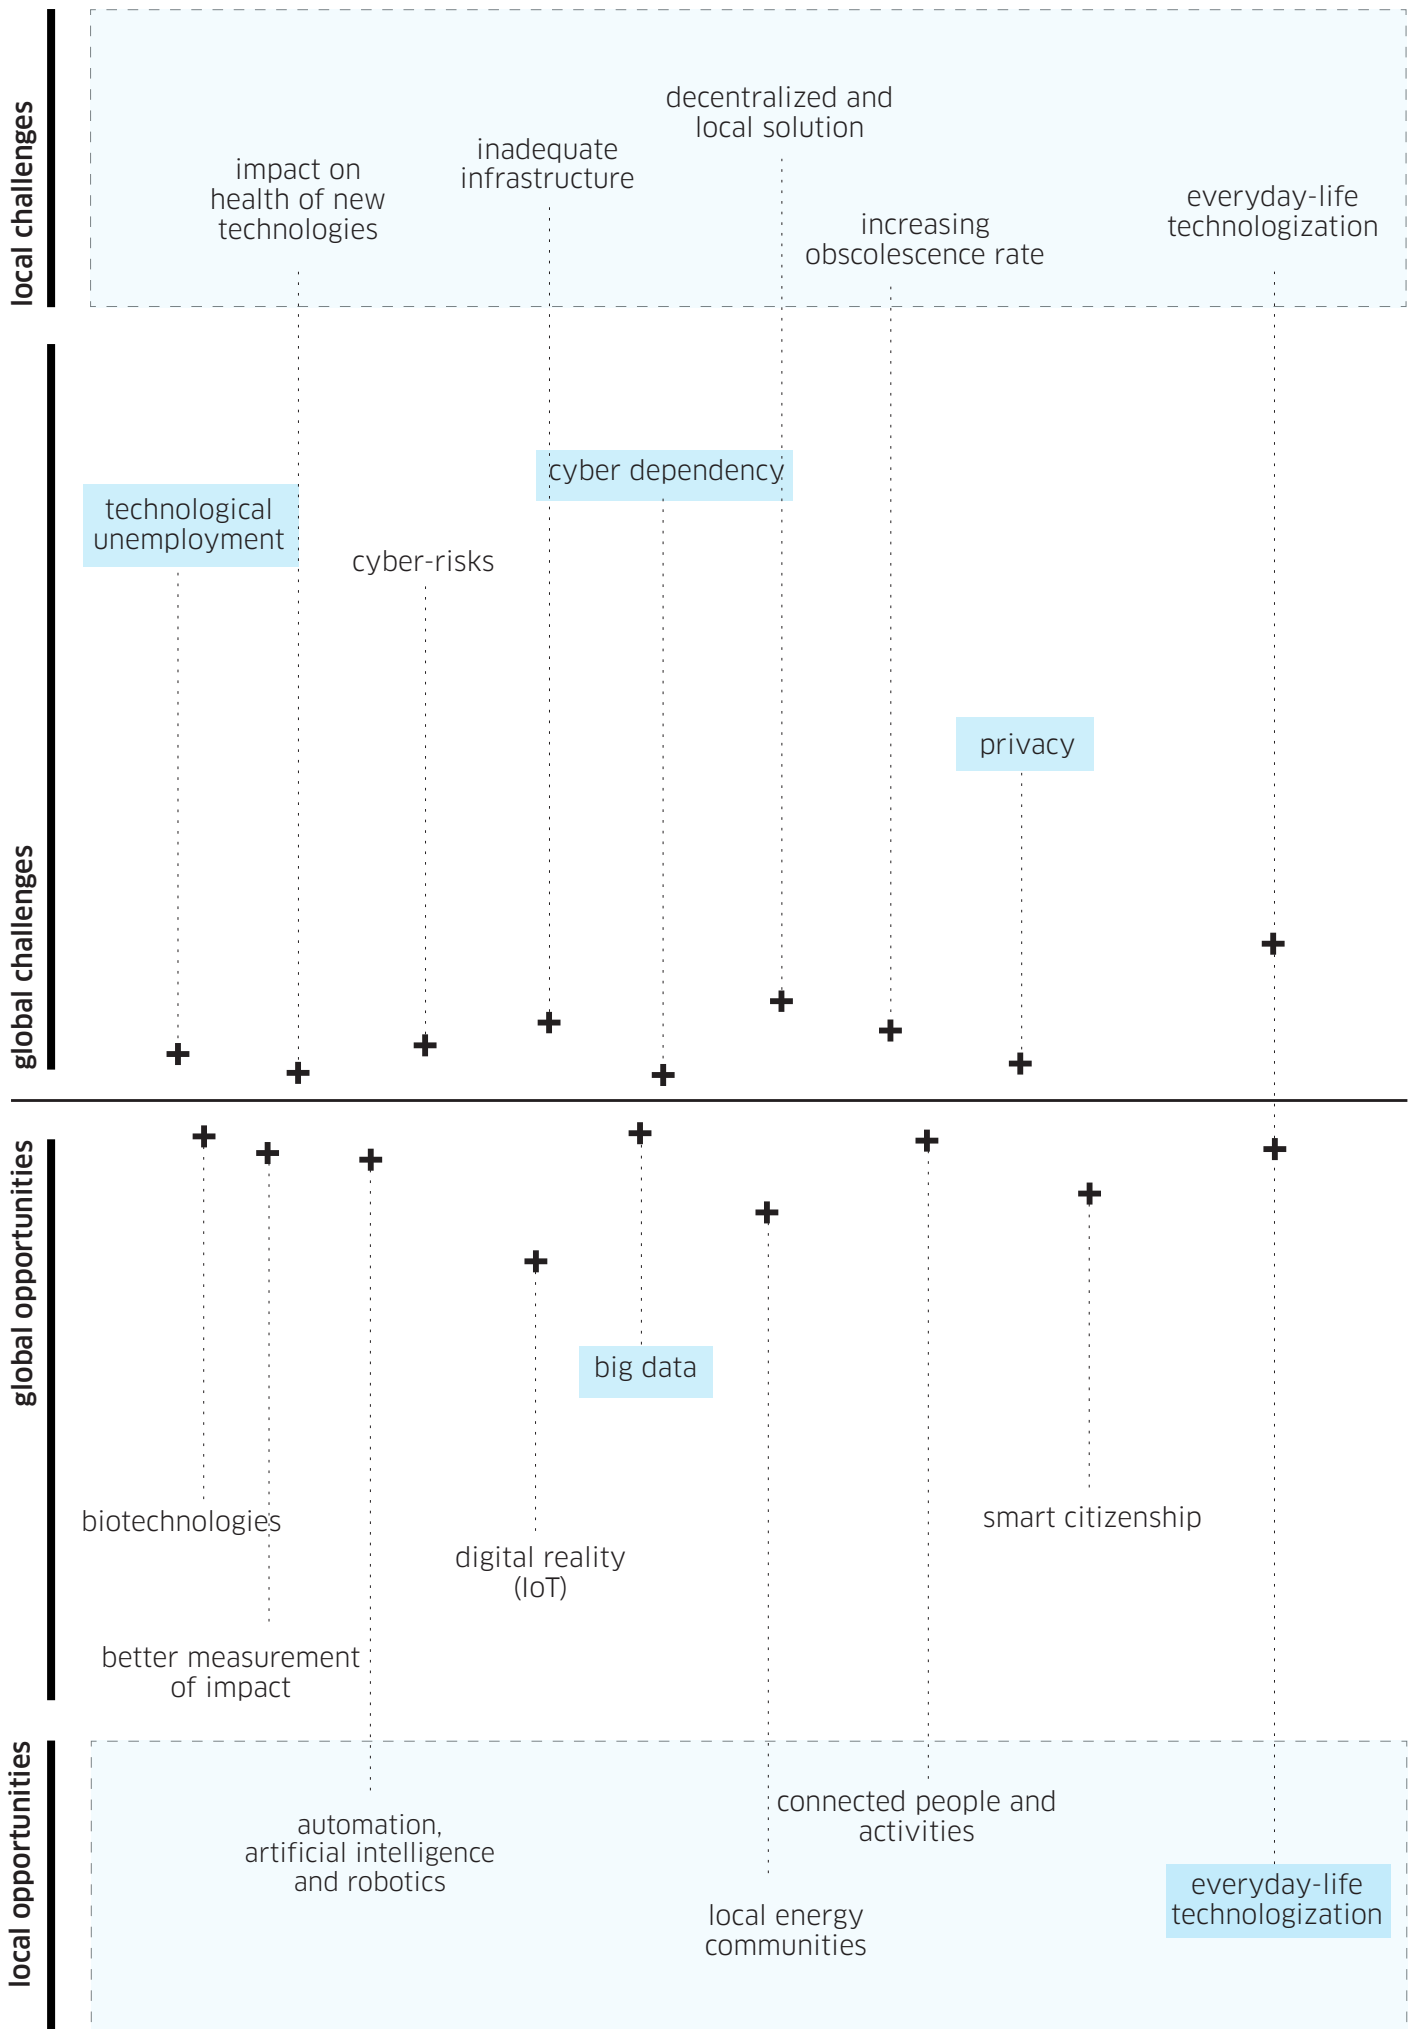 local challenges
decentralized and
local solution
inadequate
infrastructure
impact on
health of new
technologies
everyday-life
technologization
increasing
obscolescence rate
global challenges
cyber dependency
technological
unemployment
cyber-risks
privacy
global opportunities
big data
biotechnologies
smart citizenship
digital reality
(IoT)
better measurement
of impact
local opportunities
connected people and
activities
automation,
artificial intelligence
and robotics
everyday-life
technologization
local energy
communities